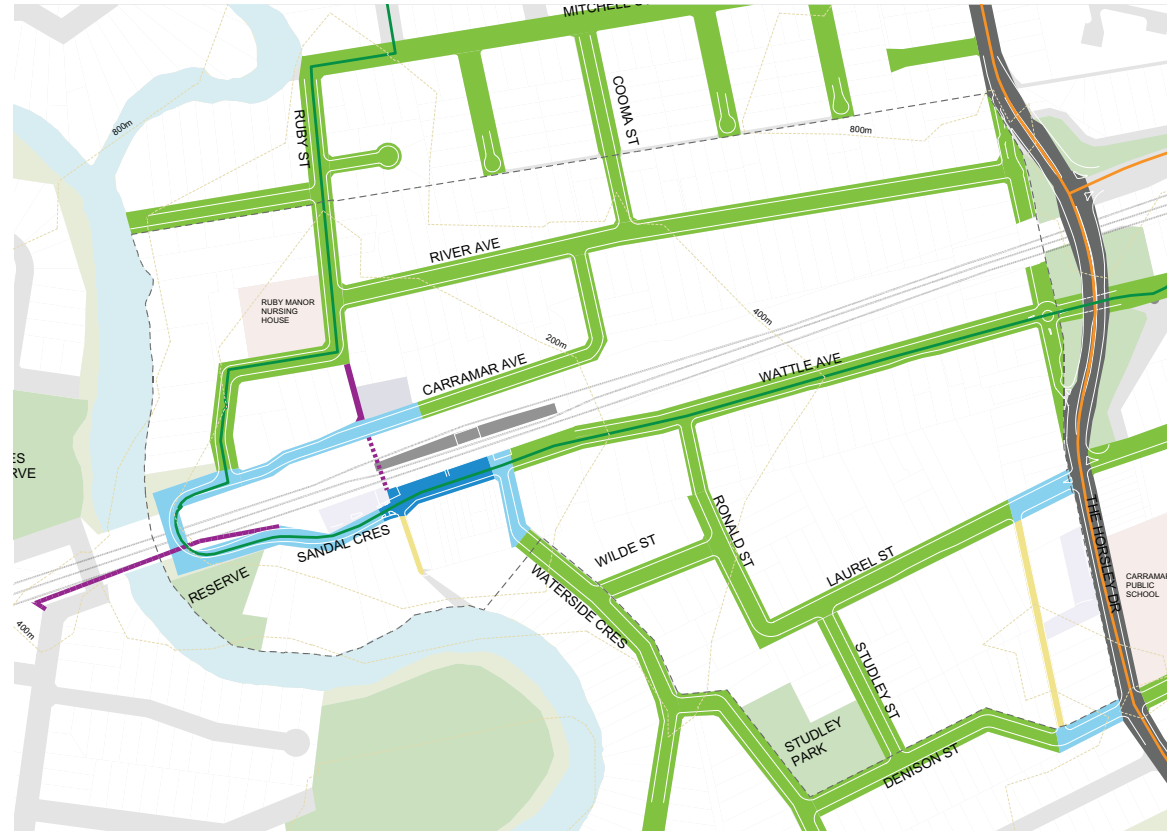 MITCHELL S
COOMA ST
RUBY ST
800m
800m
RIVER AVE
RUBY MANOR
NURSING
HOUSE
400m
200m
CARRAMAR AVE
WATTLE AVE
ES
RVE
SANDAL CRES
RONALD ST
WILDE ST
LAUREL ST
THE HORSLEY DR
RESERVE
WATERSIDE CRES
CARRAMAR
PUBLIC
SCHOOL
400m
STUDLEY ST
STUDLEY
PARK
DENISON ST